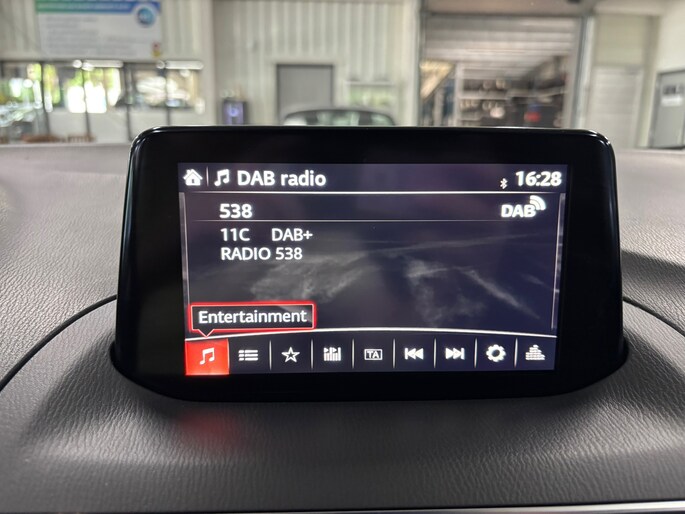 DAB radio 16:28
538 DAB
11C DAB+
RADIO 538
Entertainment
TA